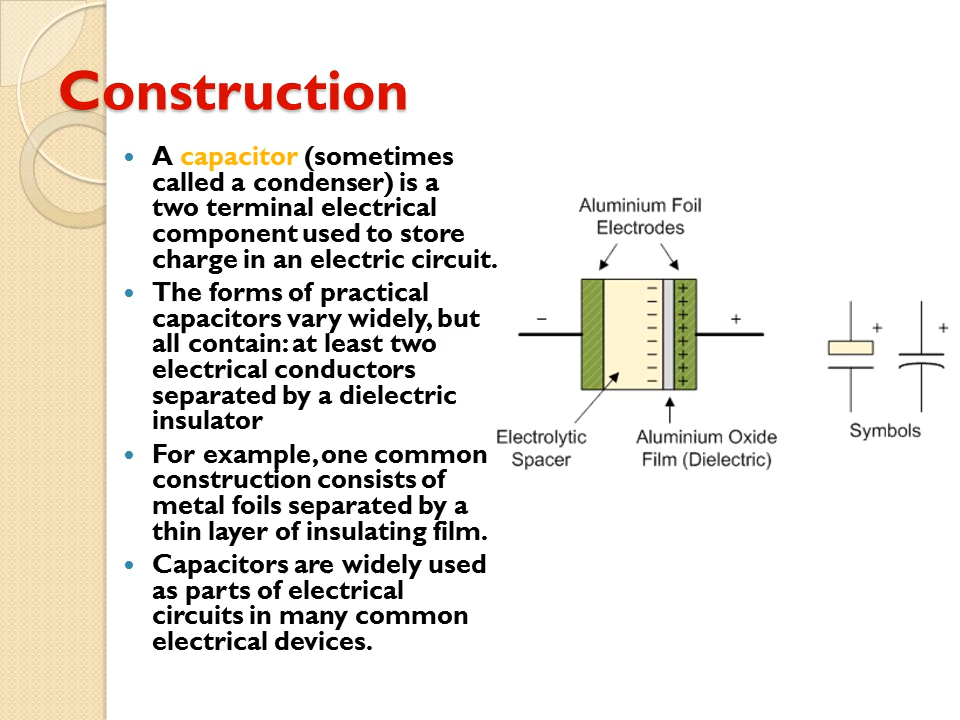 Construction
• A capacitor (sometimes
called a condenser) is a
two terminal electrical
component used to store
charge in an electric circuit.
• The forms of practical
capacitors vary widely, but
all contain: at least two
electrical conductors
separated by a dielectric
insulator
• For example, one common
construction consists of
metal foils separated by a
thin layer of insulating film.
• Capacitors are widely used
as parts of electrical
circuits in many common
electrical devices.
Aluminium Foil
Electrodes
− +
− +
− +
− +
− +
− +
− +
− +
− +
Electrolytic
Spacer
Aluminium Oxide
Film (Dielectric)
+ +
Symbols